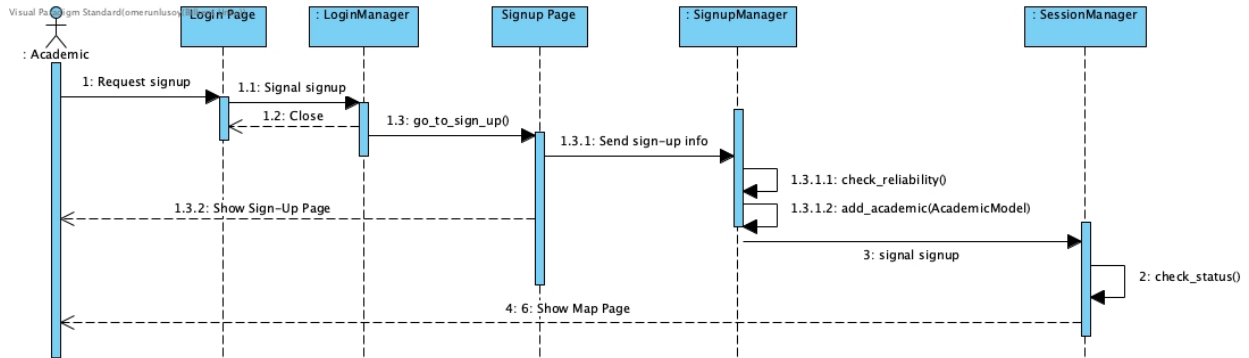 Visual Paradigm Standard(omerunlusoy
Login Page
: LoginManager
Signup Page
: SignupManager
: SessionManager
: Academic
1: Request signup
1.1: Signal signup
1.2: Close
1.3: go_to_sign_up()
1.3.1: Send sign-up info
1.3.1.1: check_reliability()
1.3.1.2: add_academic(AcademicModel)
1.3.2: Show Sign-Up Page
3: signal signup
2: check_status()
4: 6: Show Map Page